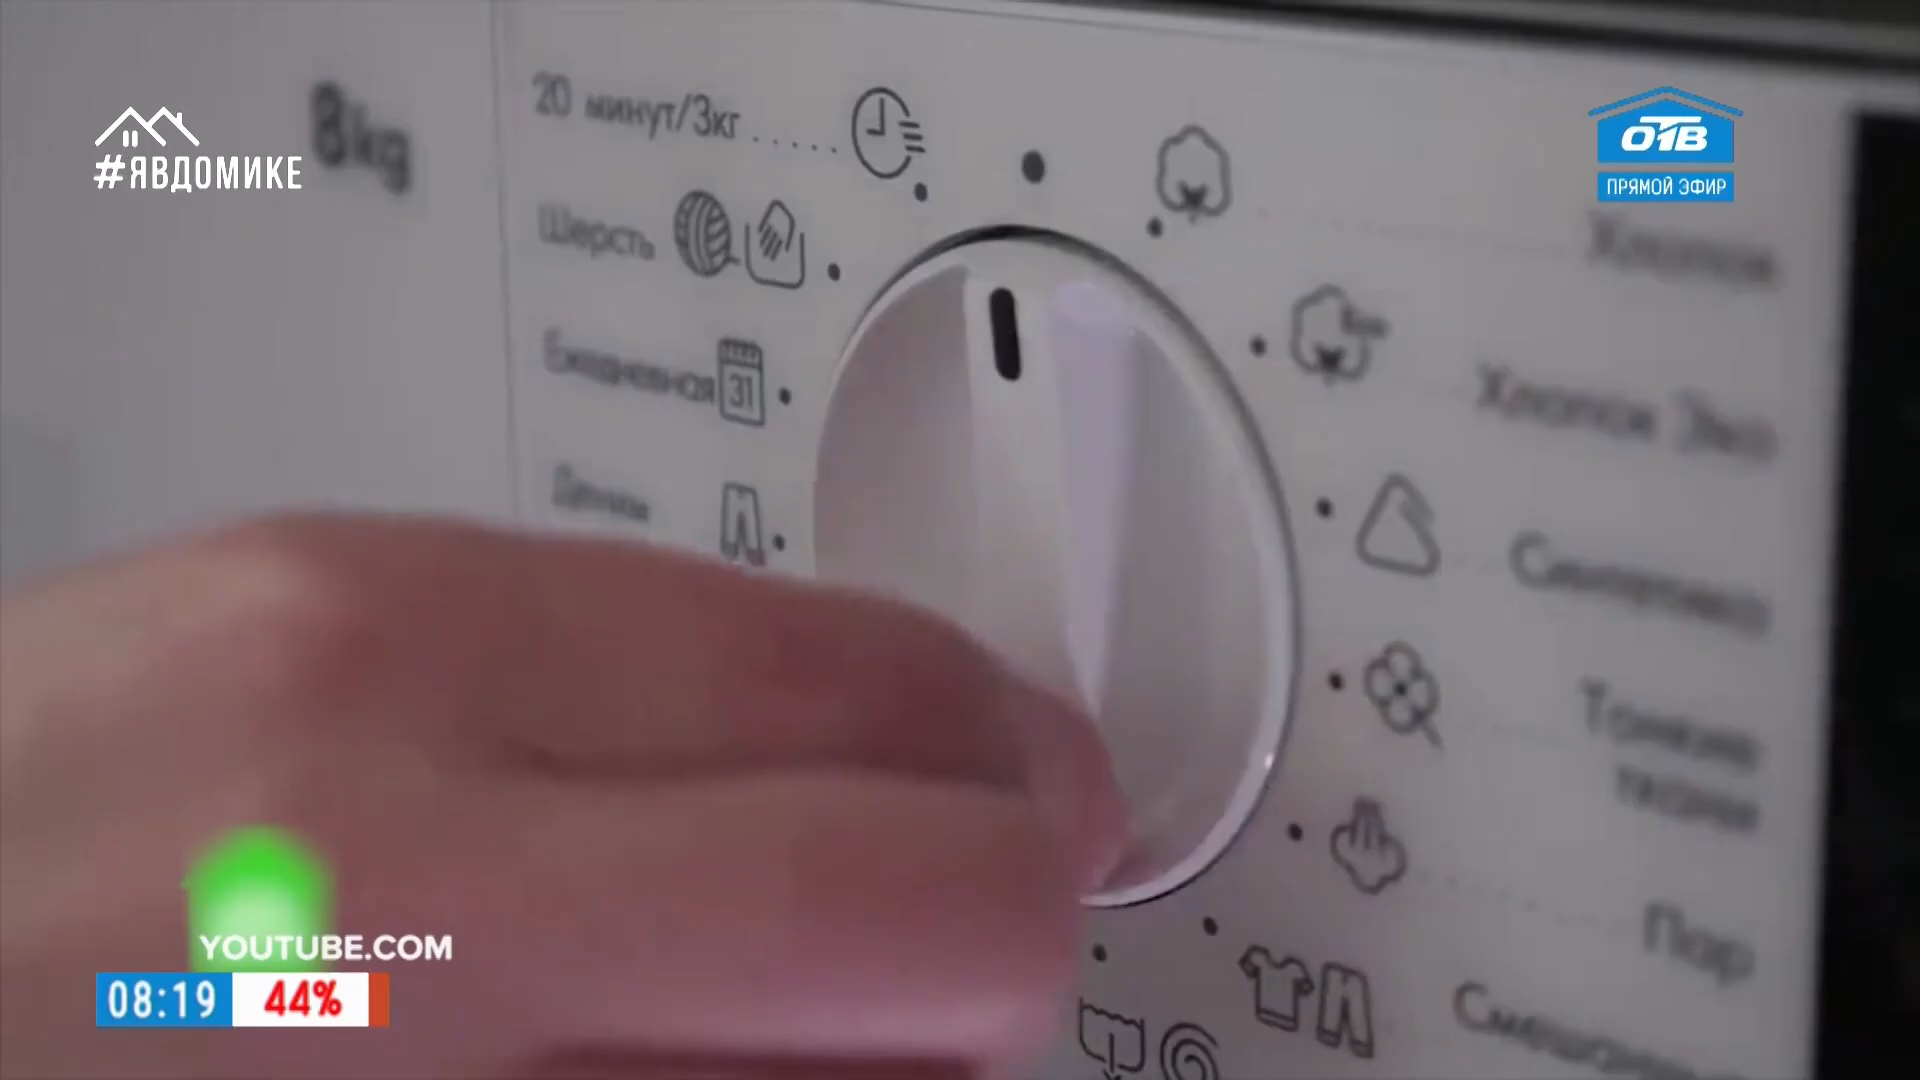 8kg
#ЯВДОМИКЕ
20 минут/3кг
Шерсть
31
Ежедневная
Хлопок
Хлопок Эко
Синтетика
Тонкие
ткани
Пар
ОТВ
ПРЯМОЙ ЭФИР
YOUTUBE.COM
08:19 44%